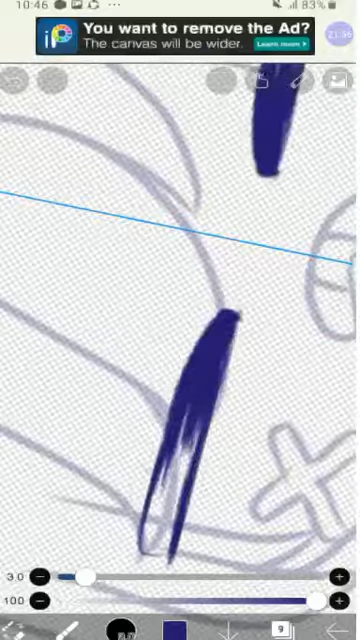 10:46
83%
You want to remove the Ad?
The canvas will be wider.
Learn more >
21:56
3.0
100
9